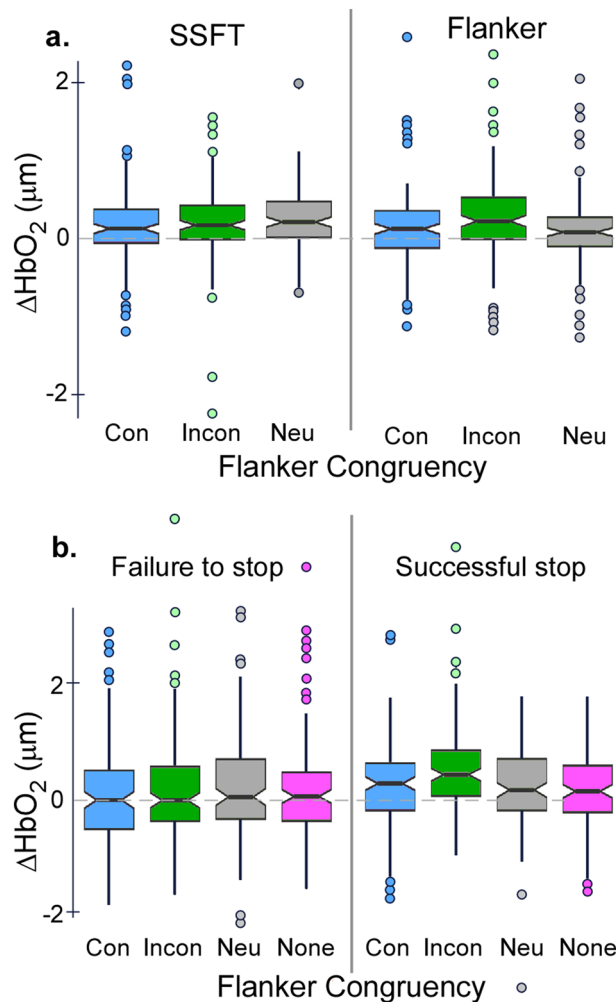 a.
SSFT
Flanker
ΔHbO₂ (μm)
2
0
-2
Con Incon Neu
Con Incon Neu
Flanker Congruency
b.
Failure to stop
Successful stop
ΔHbO₂ (μm)
2
0
-2
Con Incon Neu None
Con Incon Neu None
Flanker Congruency